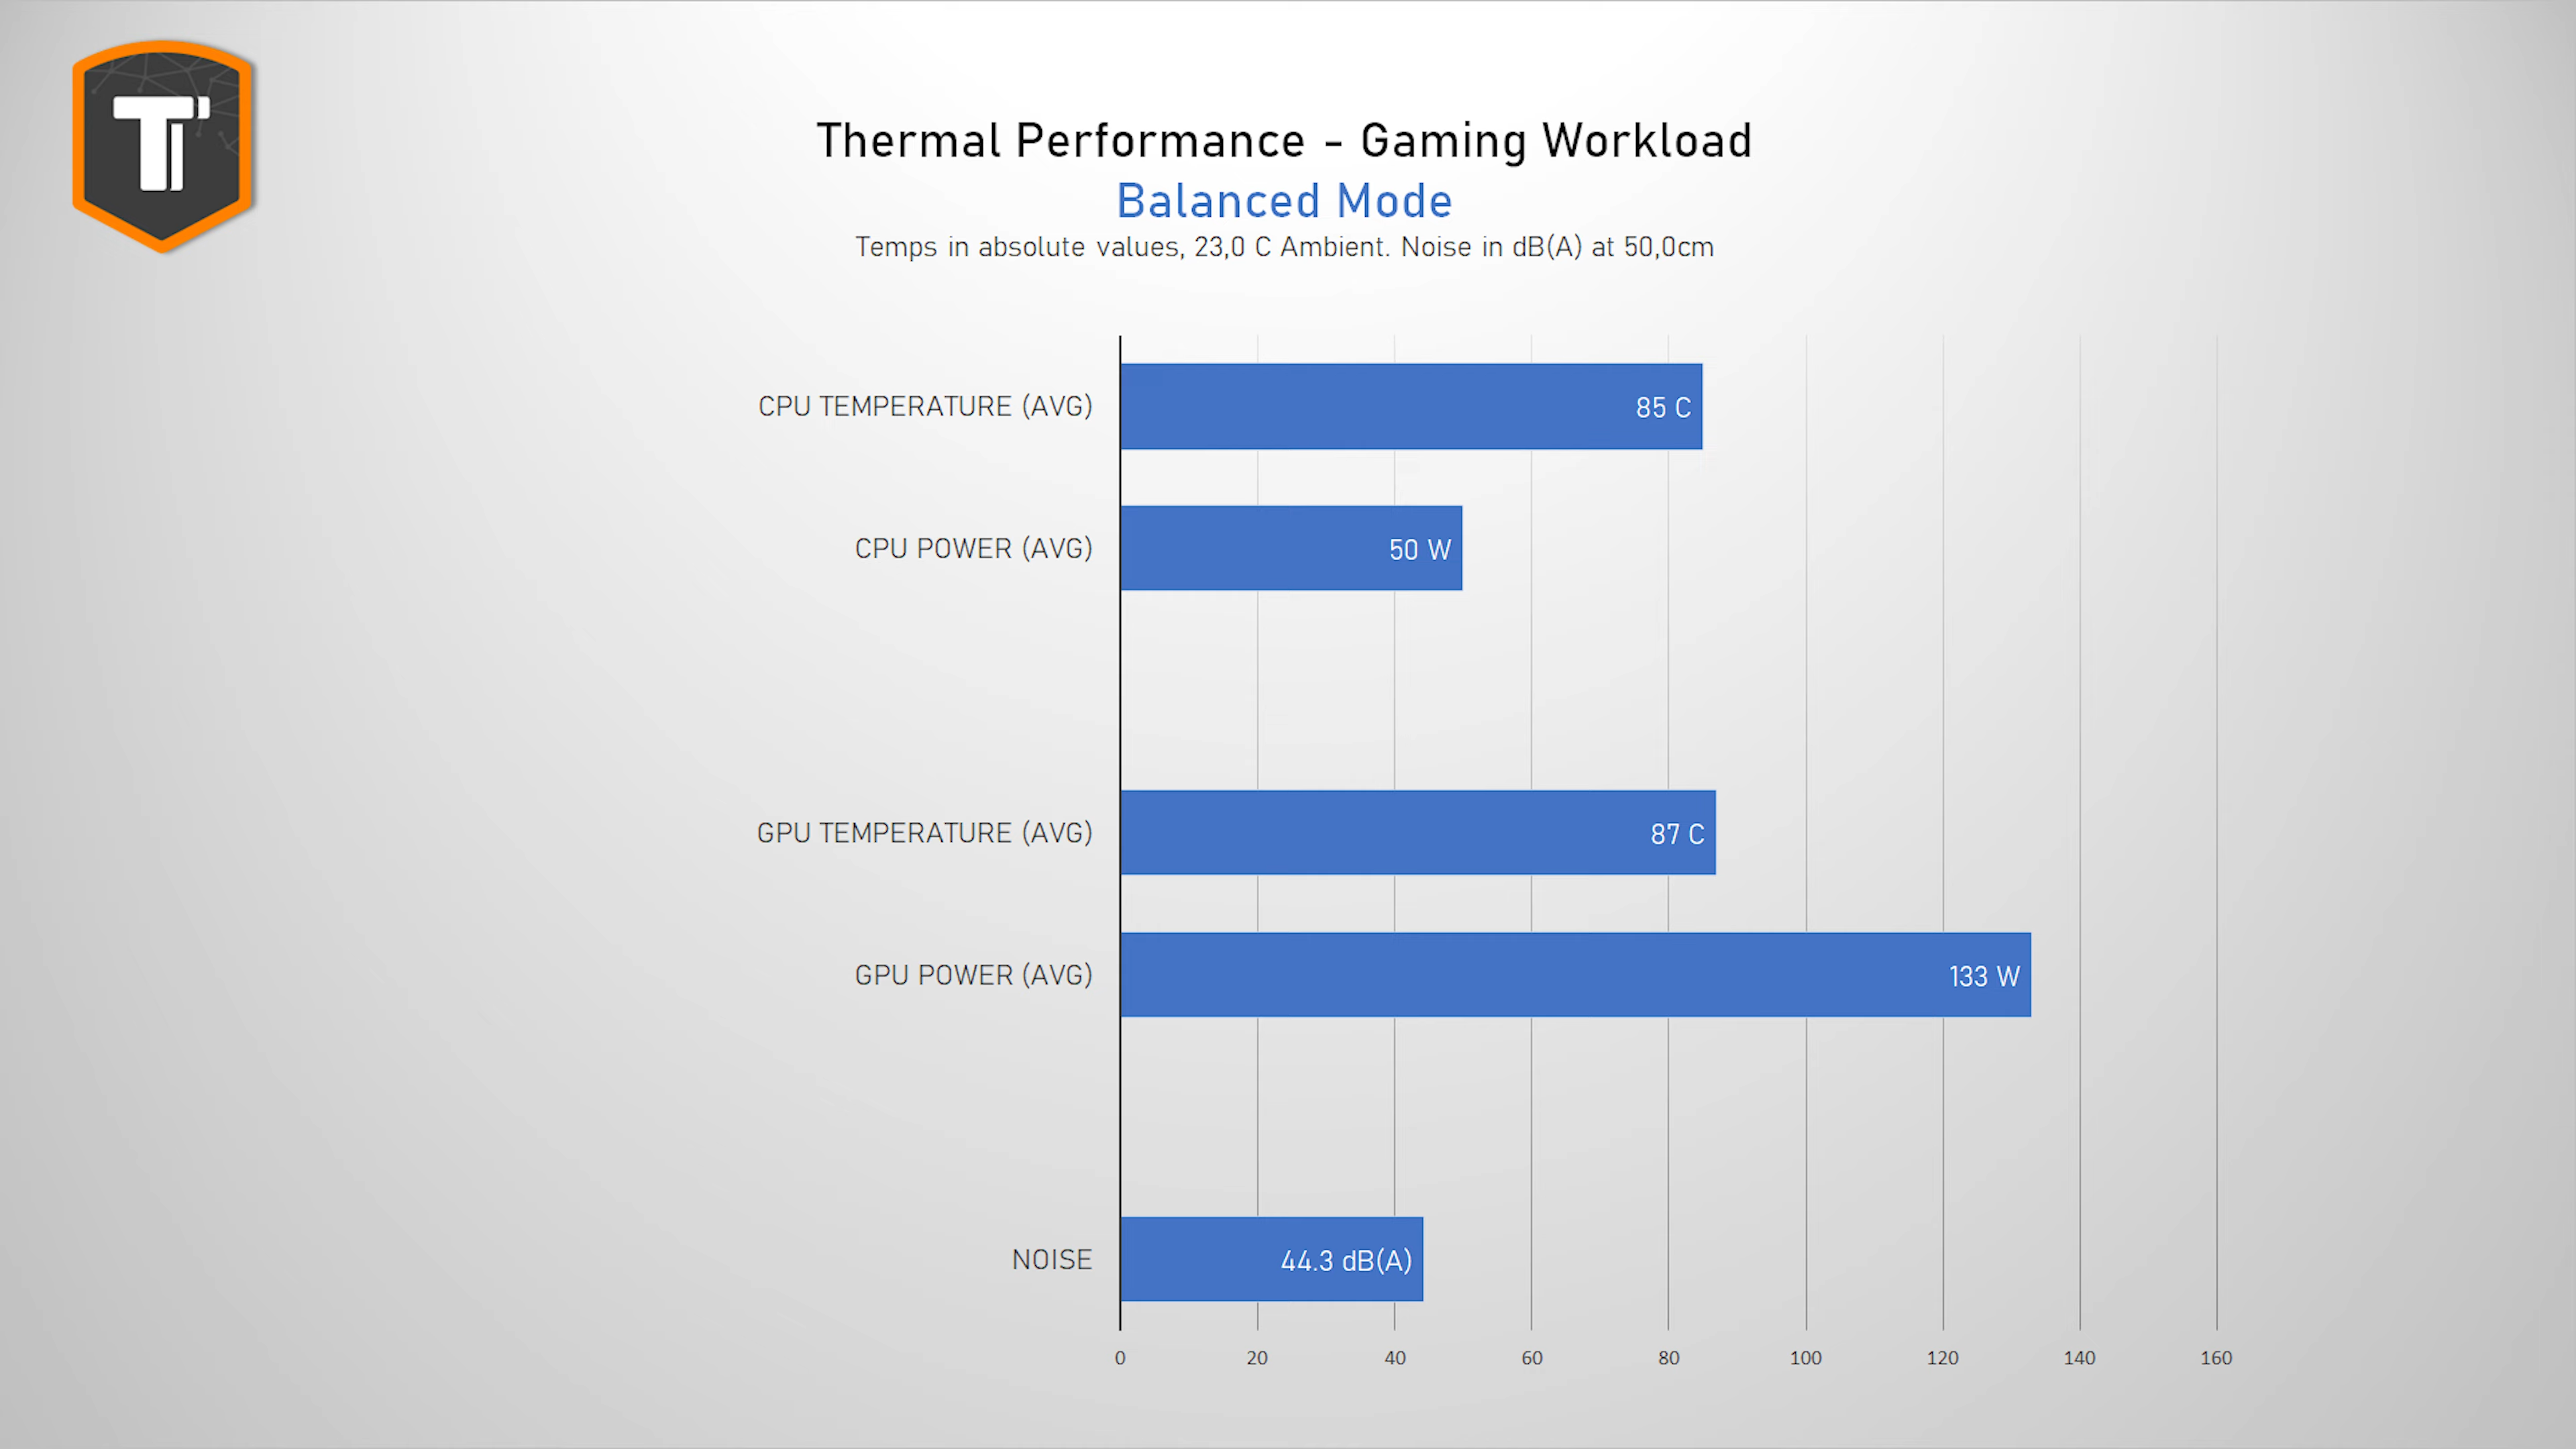 Thermal Performance - Gaming Workload
Balanced Mode
Temps in absolute values, 23,0 C Ambient. Noise in dB(A) at 50,0cm
CPU TEMPERATURE (AVG) 85 C
CPU POWER (AVG) 50 W
GPU TEMPERATURE (AVG) 87 C
GPU POWER (AVG) 133 W
NOISE 44.3 dB(A)
0 20 40 60 80 100 120 140 160